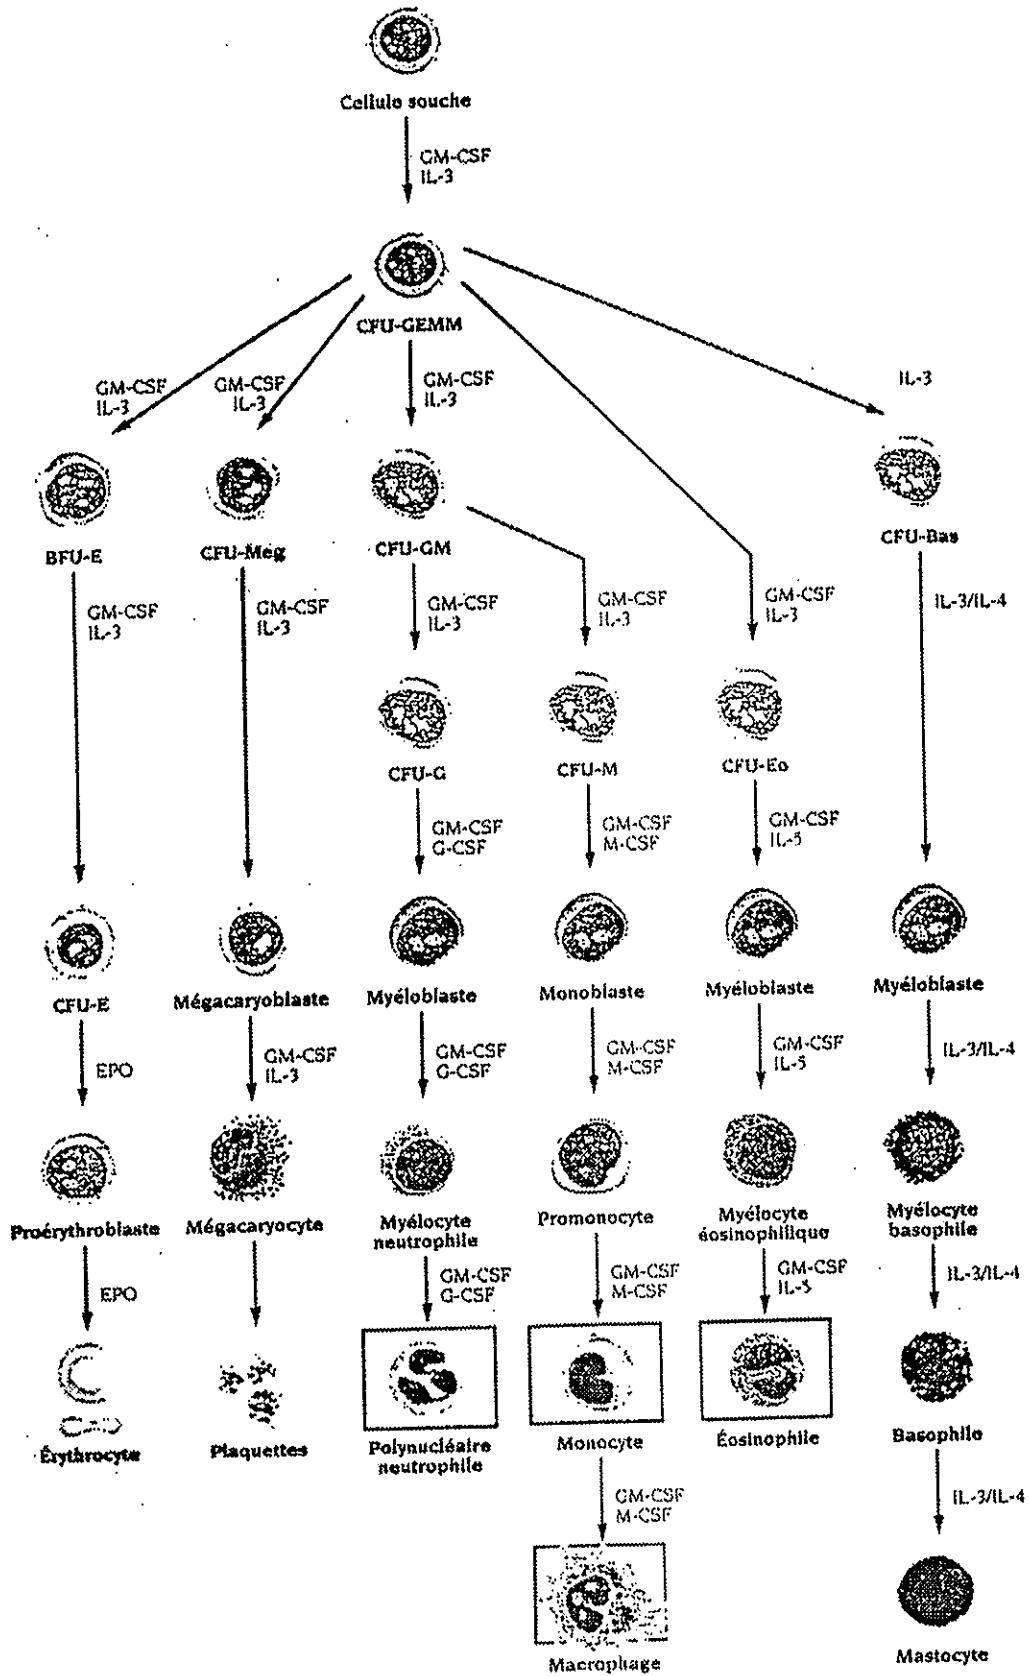 Cellule souche
GM-CSF
IL-3
CFU-GEMM
GM-CSF
IL-3
GM-CSF
IL-3
GM-CSF
IL-3
IL-3
BFU-E
CFU-Még
CFU-GM
CFU-Bas
GM-CSF
IL-3
GM-CSF
IL-3
GM-CSF
IL-3
GM-CSF
IL-3
GM-CSF
IL-3
IL-3/IL-4
CFU-G
CFU-M
CFU-Eo
GM-CSF
G-CSF
GM-CSF
M-CSF
GM-CSF
IL-5
CFU-E
Mégacaryoblaste
Myéloblaste
Monoblaste
Myéloblaste
Myéloblaste
EPO
GM-CSF
IL-3
GM-CSF
G-CSF
GM-CSF
M-CSF
GM-CSF
IL-5
IL-3/IL-4
Proérythroblaste
Mégacaryocyte
Myélocyte
neutrophile
Promonocyte
Myélocyte
éosinophilique
Myélocyte
basophile
EPO
GM-CSF
G-CSF
GM-CSF
M-CSF
GM-CSF
IL-5
IL-3/IL-4
Érythrocyte
Plaquettes
Polynucléaire
neutrophile
Monocyte
Éosinophile
Basophile
GM-CSF
M-CSF
IL-3/IL-4
Macrophage
Mastocyte